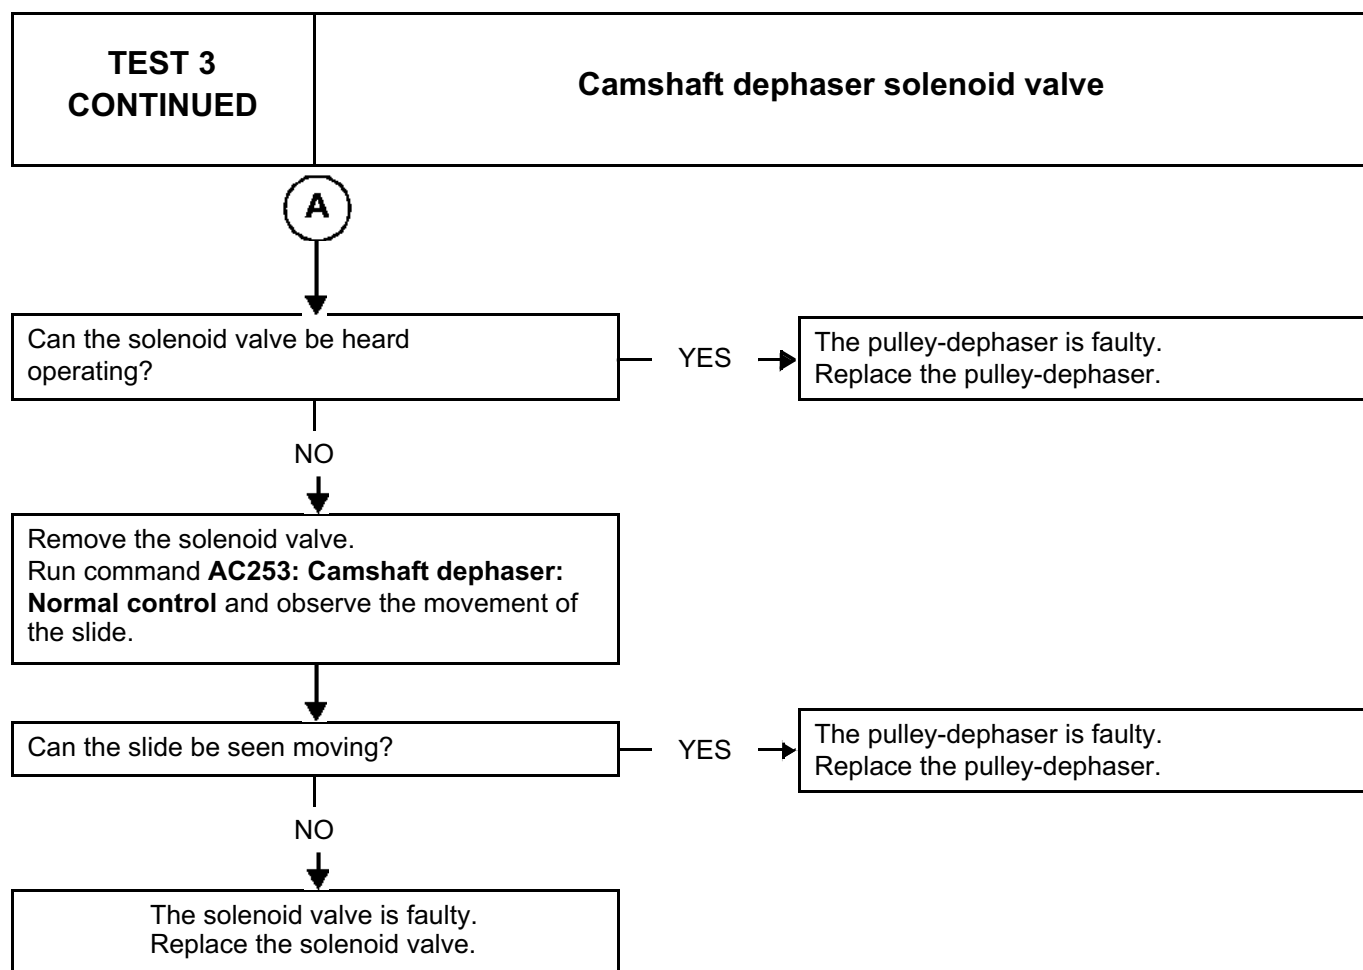 TEST 3
CONTINUED
Camshaft dephaser solenoid valve
A
Can the solenoid valve be heard
operating?
YES
The pulley-dephaser is faulty.
Replace the pulley-dephaser.
NO
Remove the solenoid valve.
Run command AC253: Camshaft dephaser:
Normal control and observe the movement of
the slide.
Can the slide be seen moving?
YES
The pulley-dephaser is faulty.
Replace the pulley-dephaser.
NO
The solenoid valve is faulty.
Replace the solenoid valve.